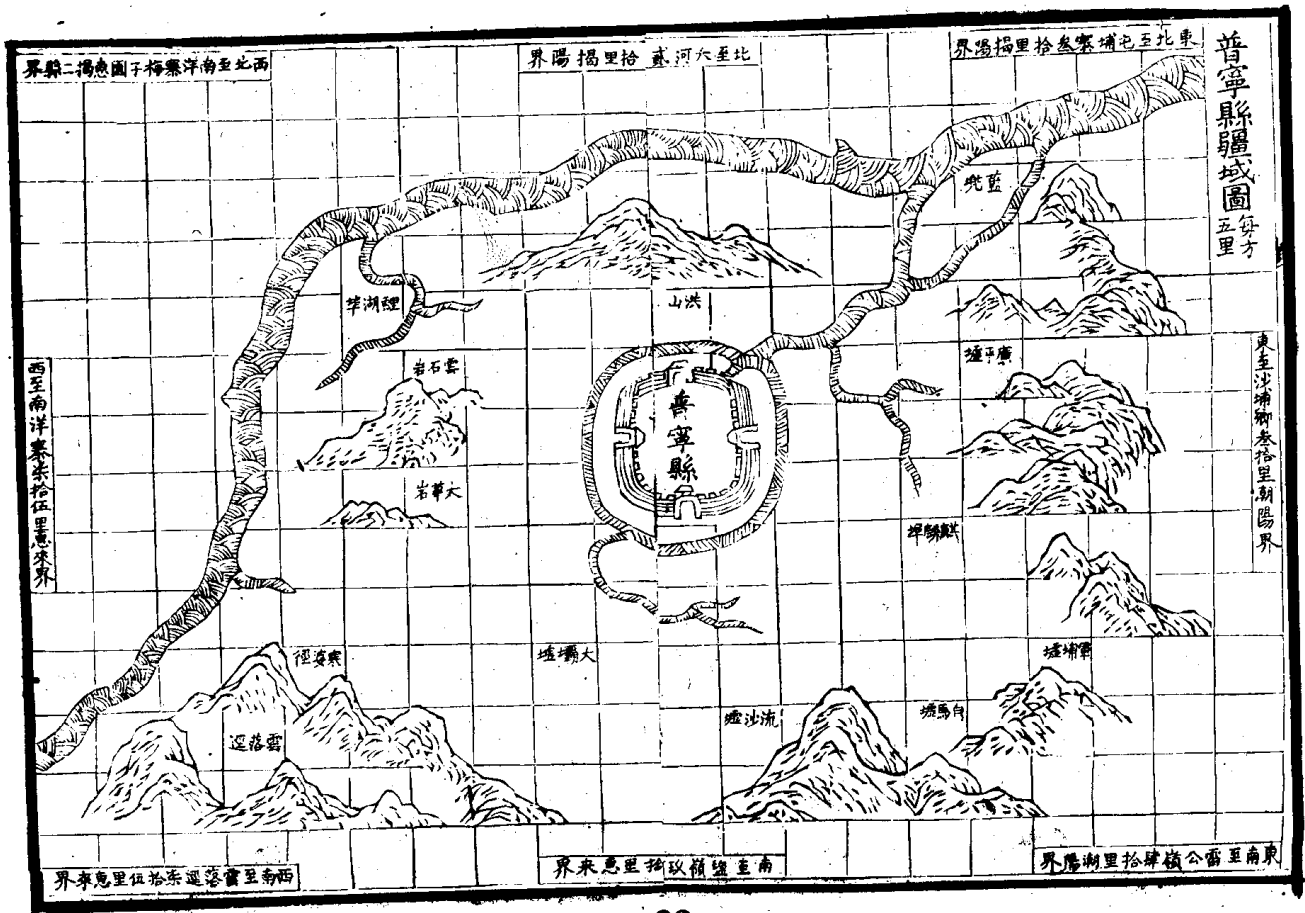 普寧縣疆域圖
每方五里
東北至屯埔寨叁拾里揭陽界
北至六河貳拾里揭陽界
西北至南洋寨梅子園惠揭二縣界
東至沙埔鄉叁拾里潮陽界
西至南洋寨柒拾伍里惠來界
藍兠
洪山
鯉湖埠
廣平墟
雲石岩
普寧縣
大華岩
麒麟埠
軍埔墟
大壩墟
寒婆徑
白馬墟
流沙墟
雲落逕
東南至雷公嶺肆拾里潮陽界
南至鹽嶺玖拾里惠來界
西南至雲落逕柒拾伍里惠來界